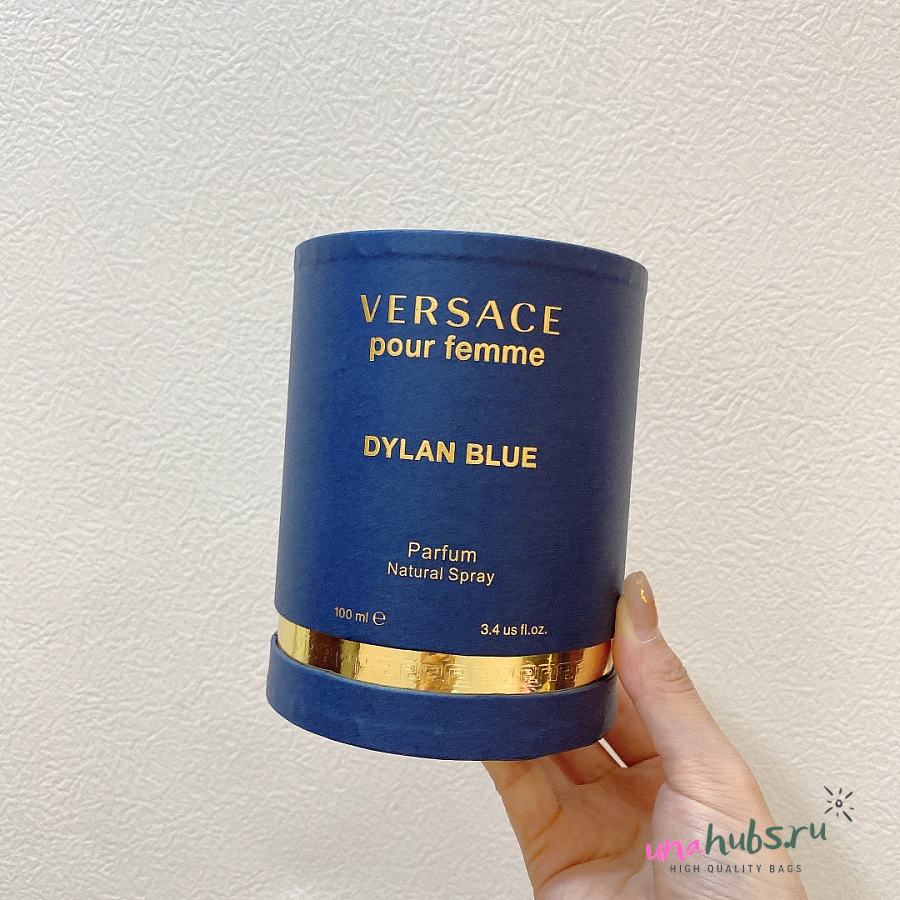 VERSACE
pour femme
DYLAN BLUE
Parfum
Natural Spray
100 ml ℮
3.4 us fl.oz.
unahubs.ru
HIGH QUALITY BAGS